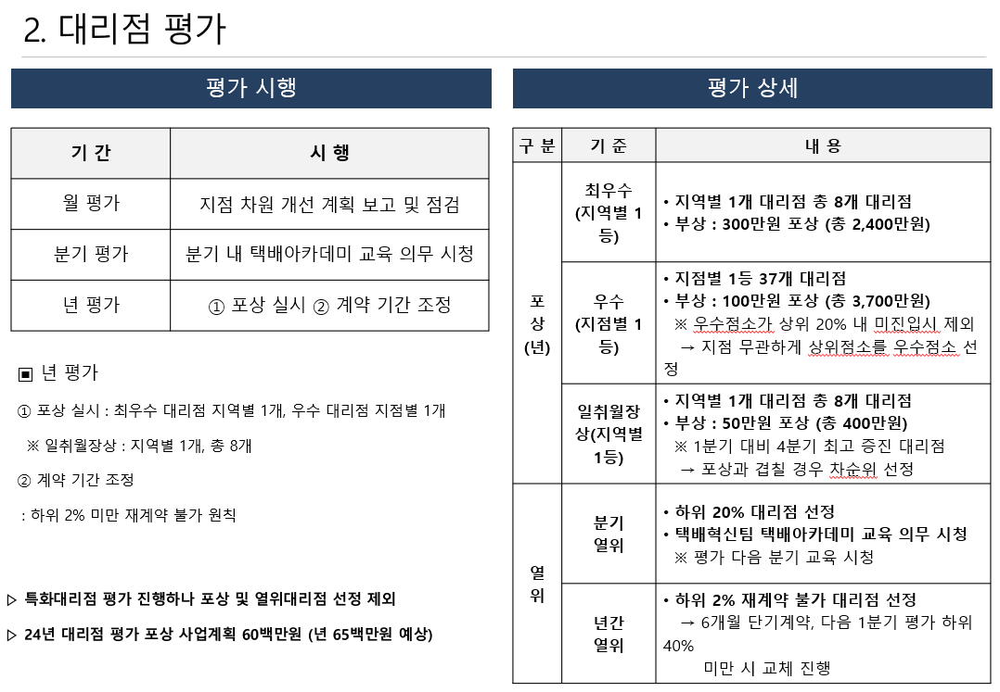 2. 대리점 평가
평가 시행
기 간
시 행
월 평가
지점 차원 개선 계획 보고 및 점검
분기 평가
분기 내 택배아카데미 교육 의무 시청
년 평가
① 포상 실시 ② 계약 기간 조정
▣ 년 평가
① 포상 실시 : 최우수 대리점 지역별 1개, 우수 대리점 지점별 1개
※ 일취월장상 : 지역별 1개, 총 8개
② 계약 기간 조정
: 하위 2% 미만 재계약 불가 원칙
▷ 특화대리점 평가 진행하나 포상 및 열위대리점 선정 제외
▷ 24년 대리점 평가 포상 사업계획 60백만원 (년 65백만원 예상)
평가 상세
구 분
기 준
내 용
포
상
(년)
최우수
(지역별 1
등)
• 지역별 1개 대리점 총 8개 대리점
• 부상 : 300만원 포상 (총 2,400만원)
우수
(지점별 1
등)
• 지점별 1등 37개 대리점
• 부상 : 100만원 포상 (총 3,700만원)
※ 우수점소가 상위 20% 내 미진입시 제외
→ 지점 무관하게 상위점소를 우수점소 선
정
일취월장
상(지역별
1등)
• 지역별 1개 대리점 총 8개 대리점
• 부상 : 50만원 포상 (총 400만원)
※ 1분기 대비 4분기 최고 증진 대리점
→ 포상과 겹칠 경우 차순위 선정
열
위
분기
열위
• 하위 20% 대리점 선정
• 택배혁신팀 택배아카데미 교육 의무 시청
※ 평가 다음 분기 교육 시청
년간
열위
• 하위 2% 재계약 불가 대리점 선정
→ 6개월 단기계약, 다음 1분기 평가 하위
40%
미만 시 교체 진행